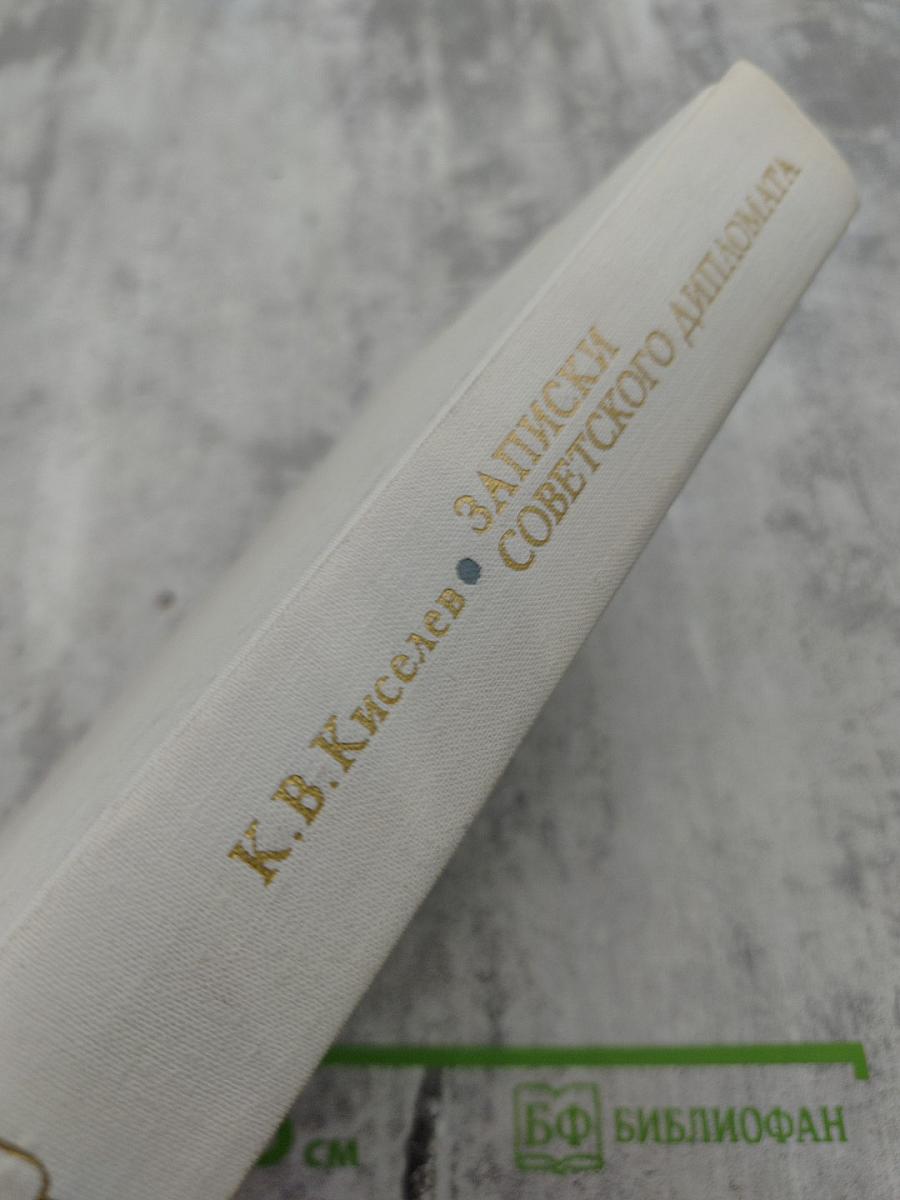 К.В.Киселев
ЗАПИСКИ
СОВЕТСКОГО ДИПЛОМАТА
см
БФ БИБЛИОФАН